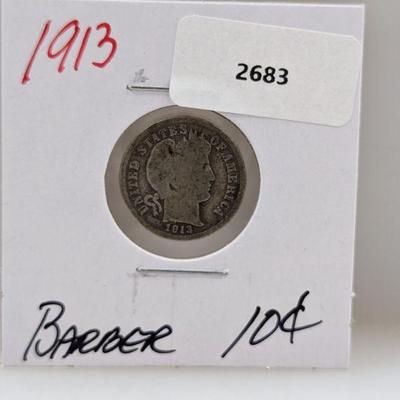 1913
2683
UNITED STATES OF AMERICA
1913
BARBER 10¢